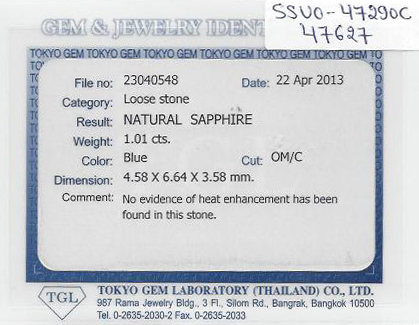 SSUO-47290C
47627
GEM & JEWELRY IDENT
TOKYO GEM TOKYO GEM TOKYO GEM TOKYO GEM TOKYO GEM TOKYO GEM TOKYO GEM
File no: 23040548 Date: 22 Apr 2013
Category: Loose stone
Result: NATURAL SAPPHIRE
Weight: 1.01 cts.
Color: Blue Cut: OM/C
Dimension: 4.58 X 6.64 X 3.58 mm.
Comment: No evidence of heat enhancement has been
found in this stone.
TGL
TOKYO GEM LABORATORY (THAILAND) CO., LTD.
987 Rama Jewelry Bldg., 3 Fl., Silom Rd., Bangrak, Bangkok 10500
Tel. 0-2635-2030-2 Fax. 0-2635-2033